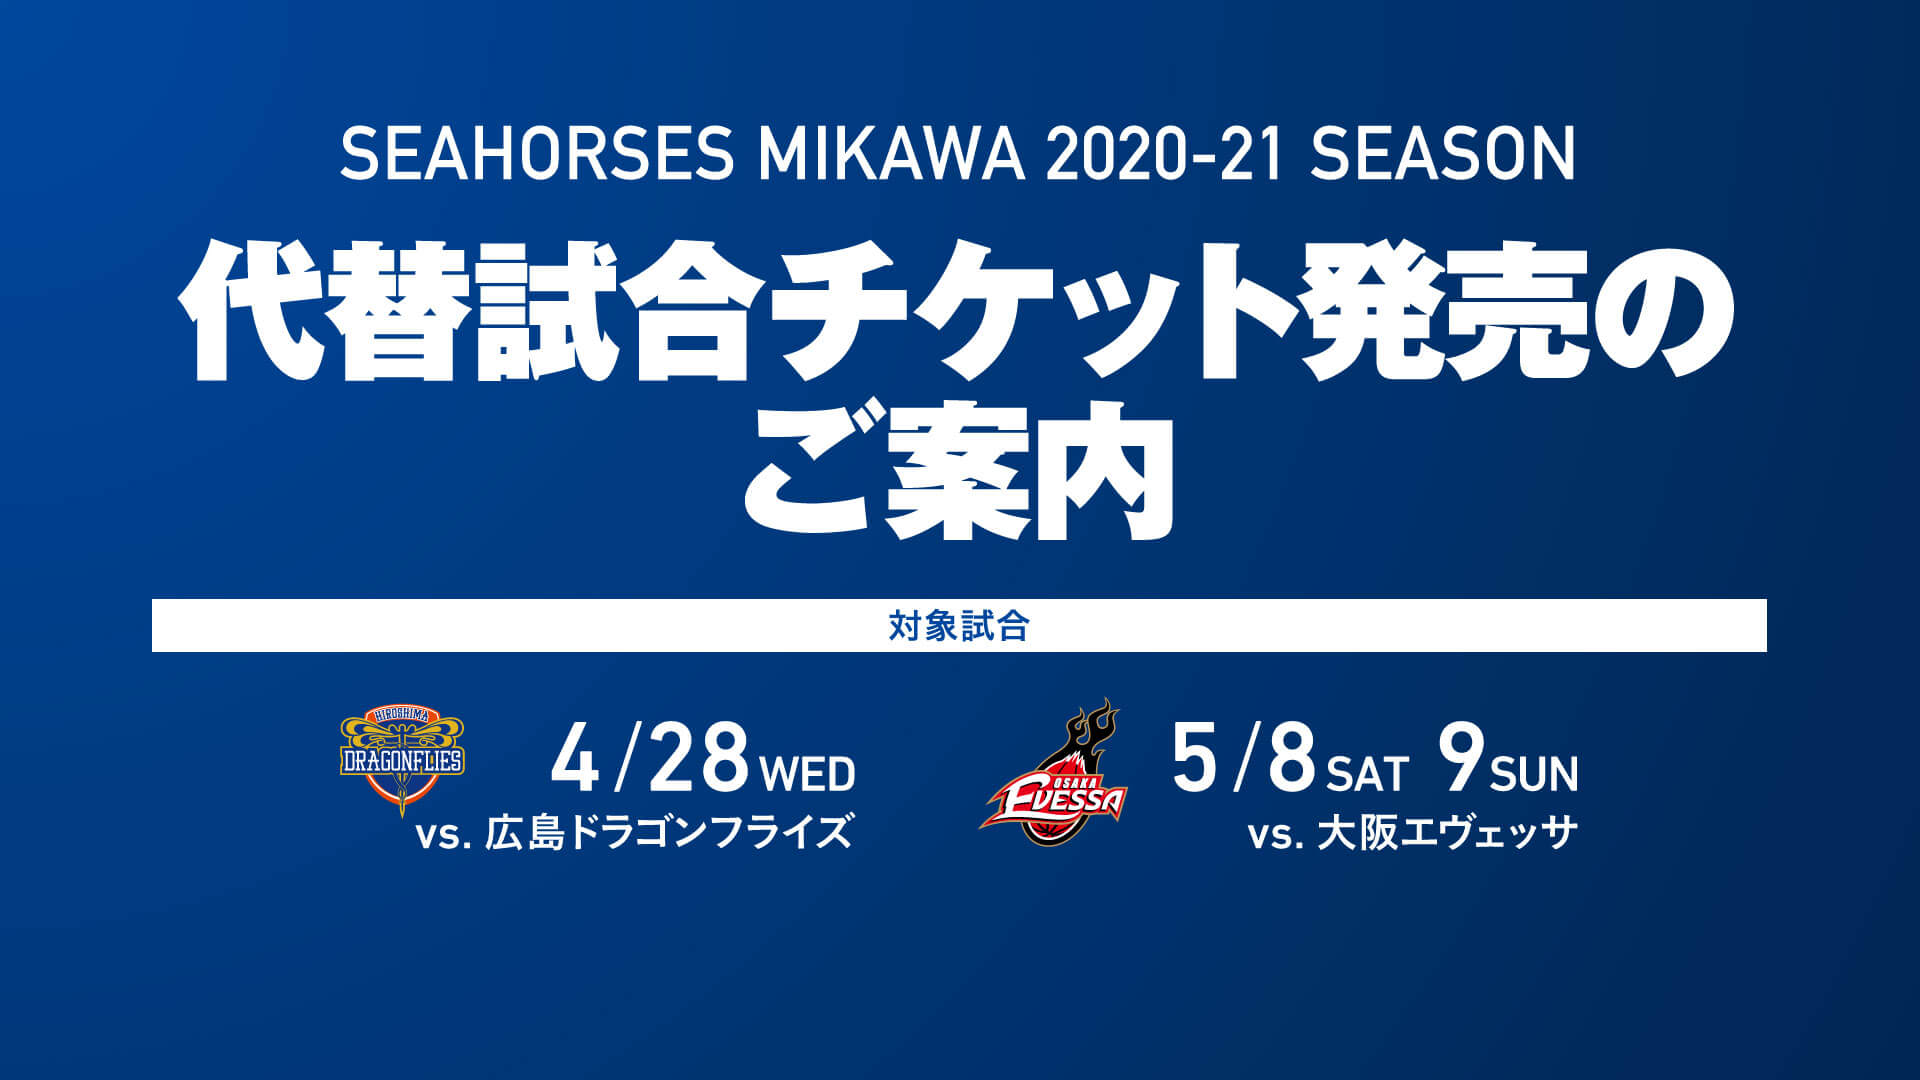 SEAHORSES MIKAWA 2020-21 SEASON
代替試合チケット発売の
ご案内
対象試合
HIROSHIMA
DRAGONFLIES
4/28 WED
vs. 広島ドラゴンフライズ
OSAKA
EVESSA
5/8 SAT 9 SUN
vs. 大阪エヴェッサ